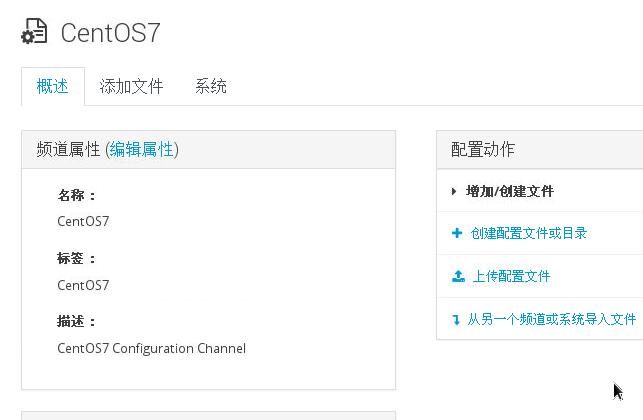 CentOS7
概述 添加文件 系统
频道属性 (编辑属性)
名称：
CentOS7
标签：
CentOS7
描述：
CentOS7 Configuration Channel
配置动作
增加/创建文件
创建配置文件或目录
上传配置文件
从另一个频道或系统导入文件